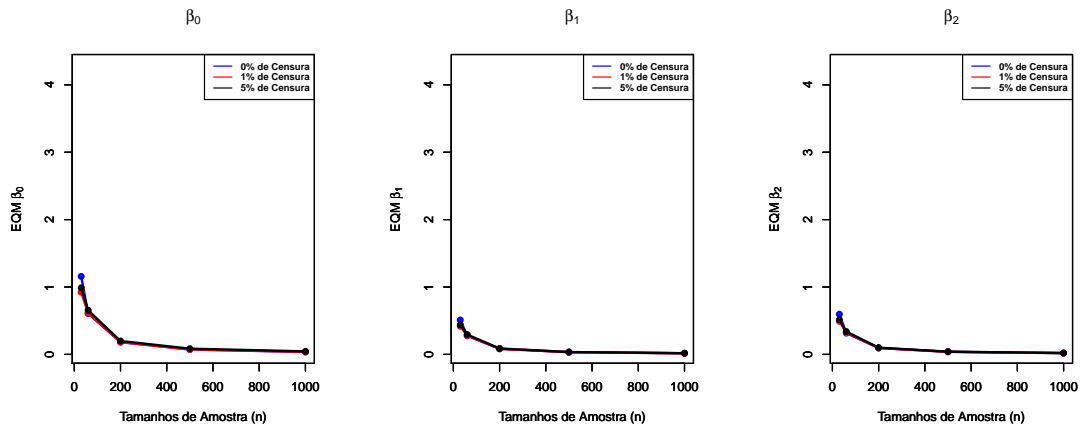 β0
EQM β0
4
3
2
1
0
0% de Censura
1% de Censura
5% de Censura
0 200 400 600 800 1000
Tamanhos de Amostra (n)
β1
EQM β1
4
3
2
1
0
0% de Censura
1% de Censura
5% de Censura
0 200 400 600 800 1000
Tamanhos de Amostra (n)
β2
EQM β2
4
3
2
1
0
0% de Censura
1% de Censura
5% de Censura
0 200 400 600 800 1000
Tamanhos de Amostra (n)